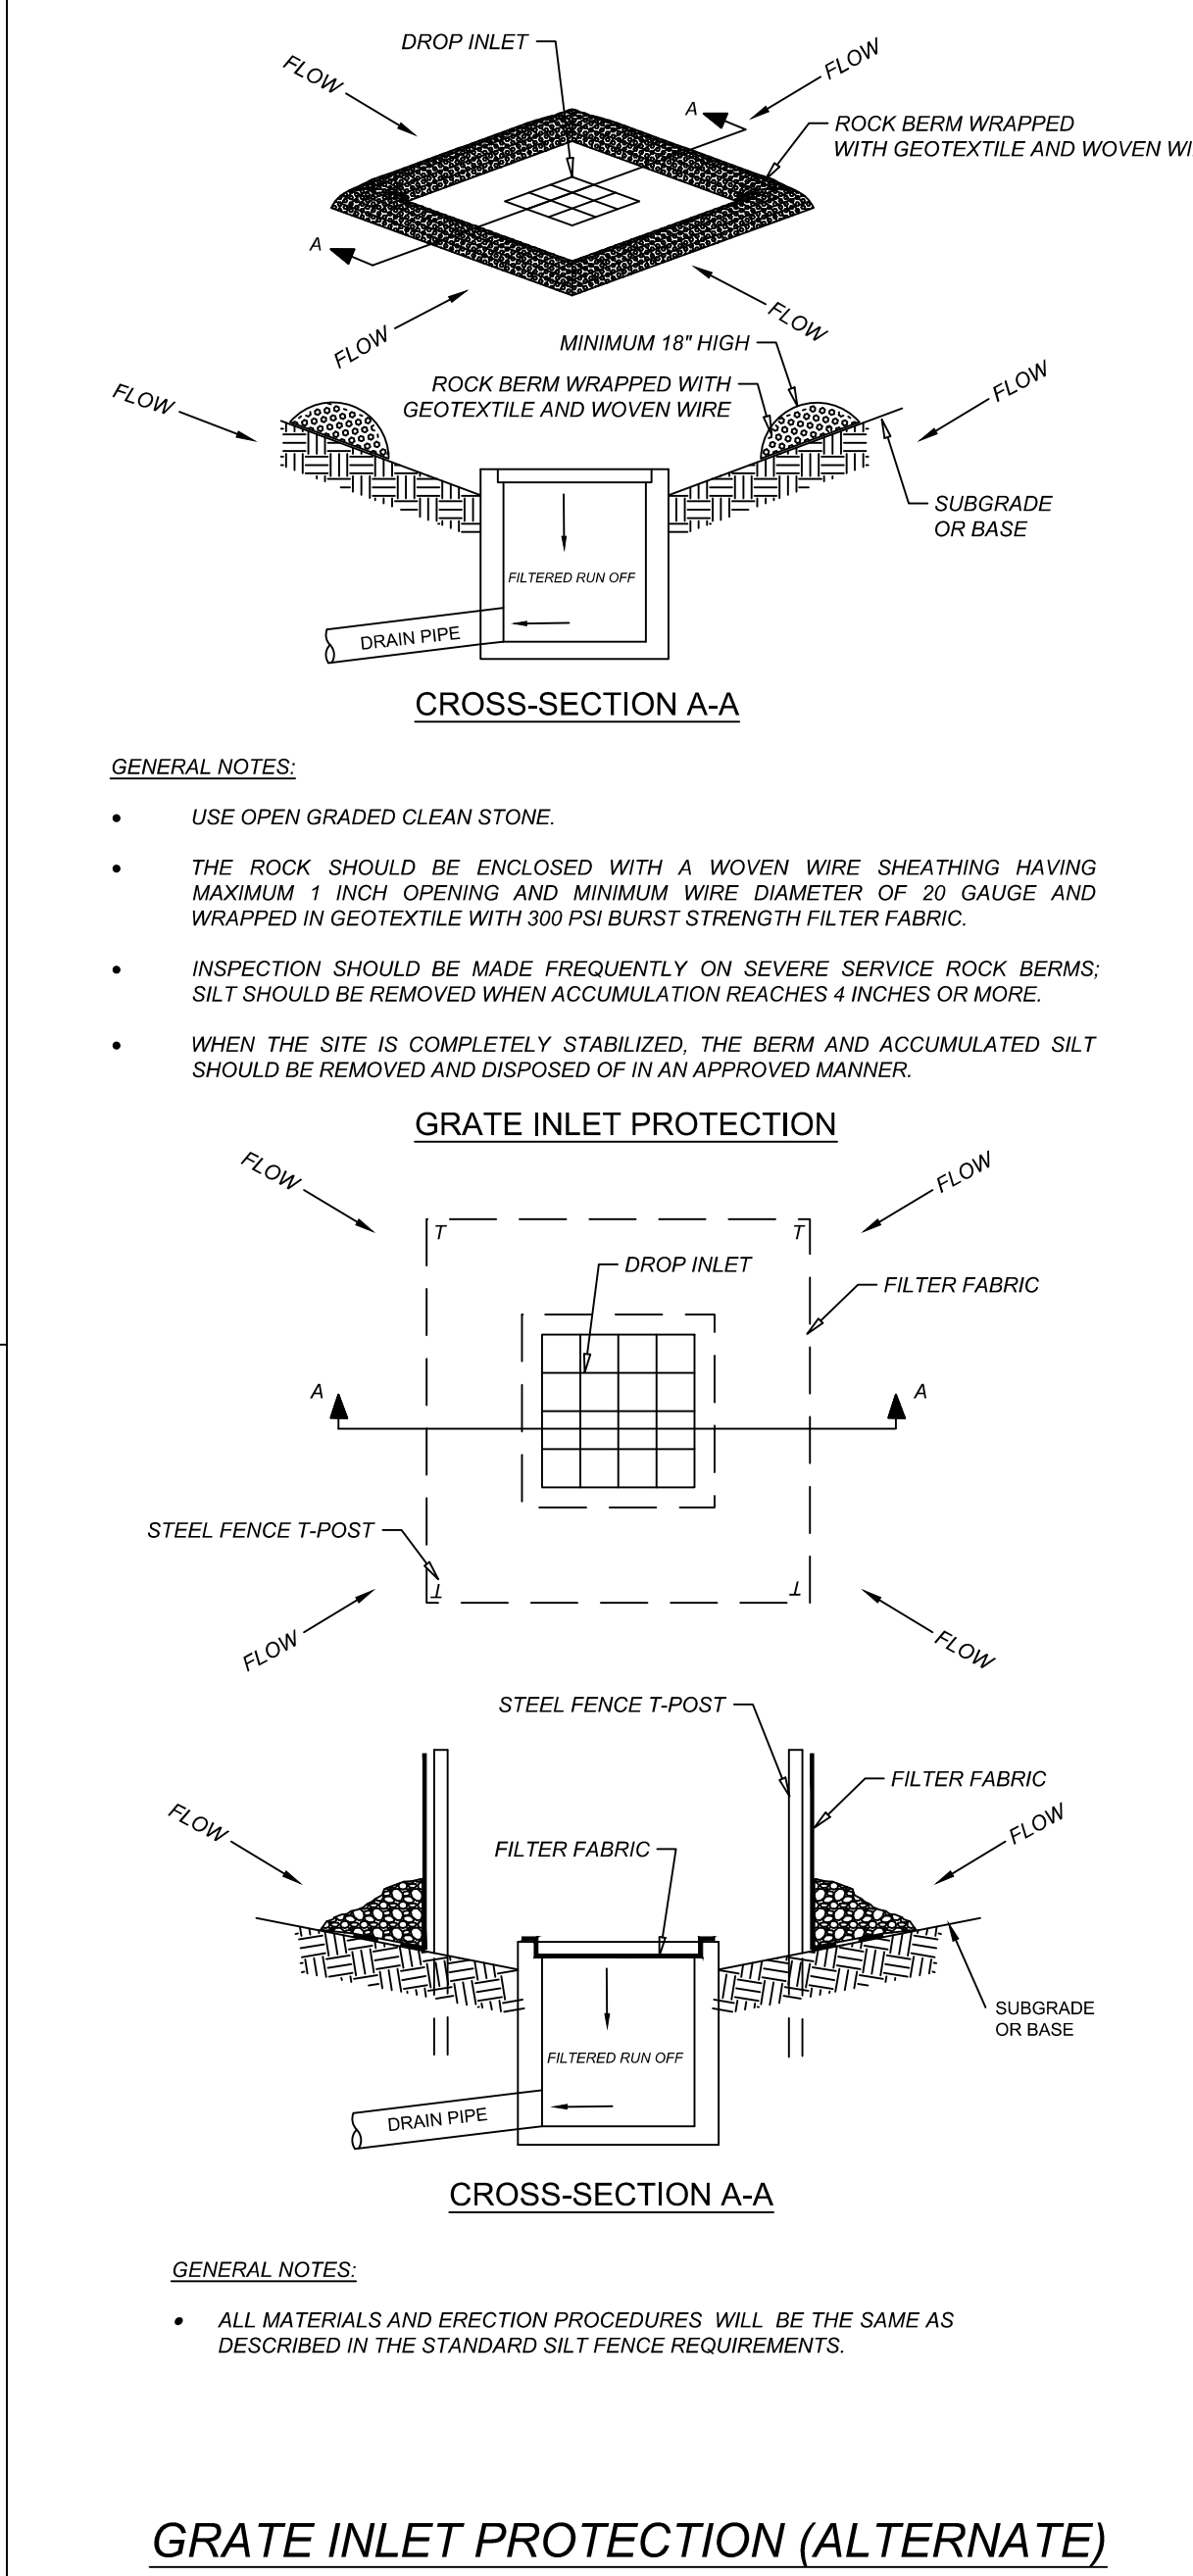 DROP INLET
FLOW
FLOW
A
ROCK BERM WRAPPED
WITH GEOTEXTILE AND WOVEN
A
FLOW
FLOW
MINIMUM 18" HIGH
FLOW
ROCK BERM WRAPPED WITH
GEOTEXTILE AND WOVEN WIRE
FLOW
SUBGRADE
OR BASE
FILTERED RUN OFF
DRAIN PIPE
CROSS-SECTION A-A
GENERAL NOTES:
• USE OPEN GRADED CLEAN STONE.
• THE ROCK SHOULD BE ENCLOSED WITH A WOVEN WIRE SHEATHING HAVING
MAXIMUM 1 INCH OPENING AND MINIMUM WIRE DIAMETER OF 20 GAUGE AND
WRAPPED IN GEOTEXTILE WITH 300 PSI BURST STRENGTH FILTER FABRIC.
• INSPECTION SHOULD BE MADE FREQUENTLY ON SEVERE SERVICE ROCK BERMS;
SILT SHOULD BE REMOVED WHEN ACCUMULATION REACHES 4 INCHES OR MORE.
• WHEN THE SITE IS COMPLETELY STABILIZED, THE BERM AND ACCUMULATED SILT
SHOULD BE REMOVED AND DISPOSED OF IN AN APPROVED MANNER.
GRATE INLET PROTECTION
FLOW
FLOW
T
T
DROP INLET
FILTER FABRIC
A
A
STEEL FENCE T-POST
T
T
FLOW
FLOW
STEEL FENCE T-POST
FILTER FABRIC
FLOW
FLOW
FILTER FABRIC
SUBGRADE
OR BASE
FILTERED RUN OFF
DRAIN PIPE
CROSS-SECTION A-A
GENERAL NOTES:
• ALL MATERIALS AND ERECTION PROCEDURES WILL BE THE SAME AS
DESCRIBED IN THE STANDARD SILT FENCE REQUIREMENTS.
GRATE INLET PROTECTION (ALTERNATE)